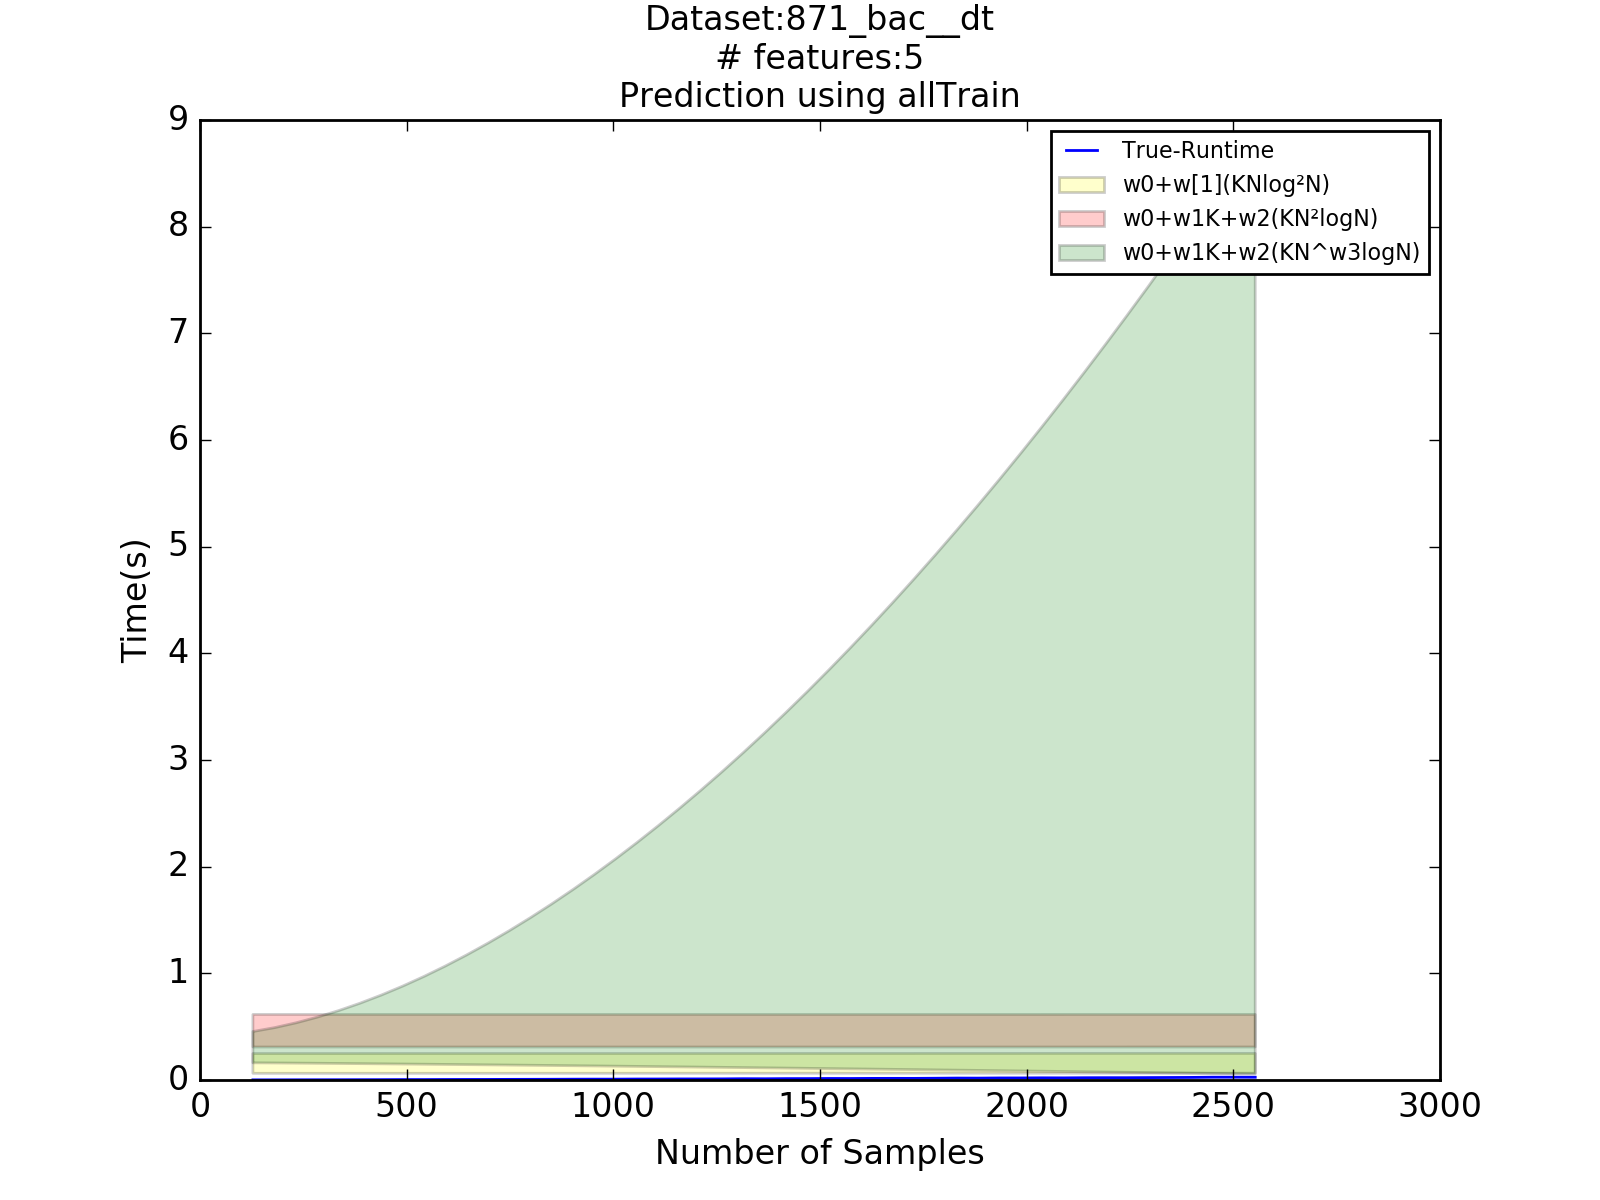 Dataset:871_bac__dt
# features:5
Prediction using allTrain
True-Runtime
w0+w[1](KNlog²N)
w0+w1K+w2(KN²logN)
w0+w1K+w2(KN^w3logN)
9
8
7
6
5
4
3
2
1
0
Time(s)
0 500 1000 1500 2000 2500 3000
Number of Samples